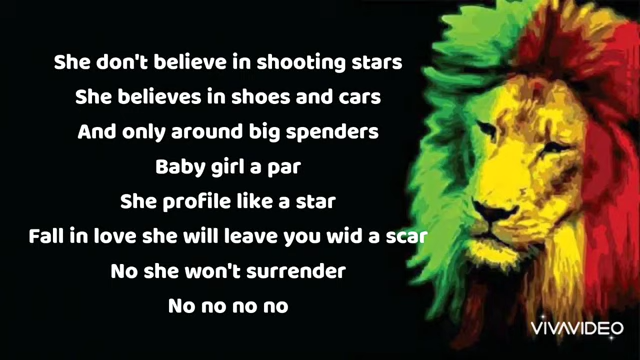 She don't believe in shooting stars
She believes in shoes and cars
And only around big spenders
Baby girl a par
She profile like a star
Fall in love she will leave you wid a scar
No she won't surrender
No no no no
VIVAVIDEO